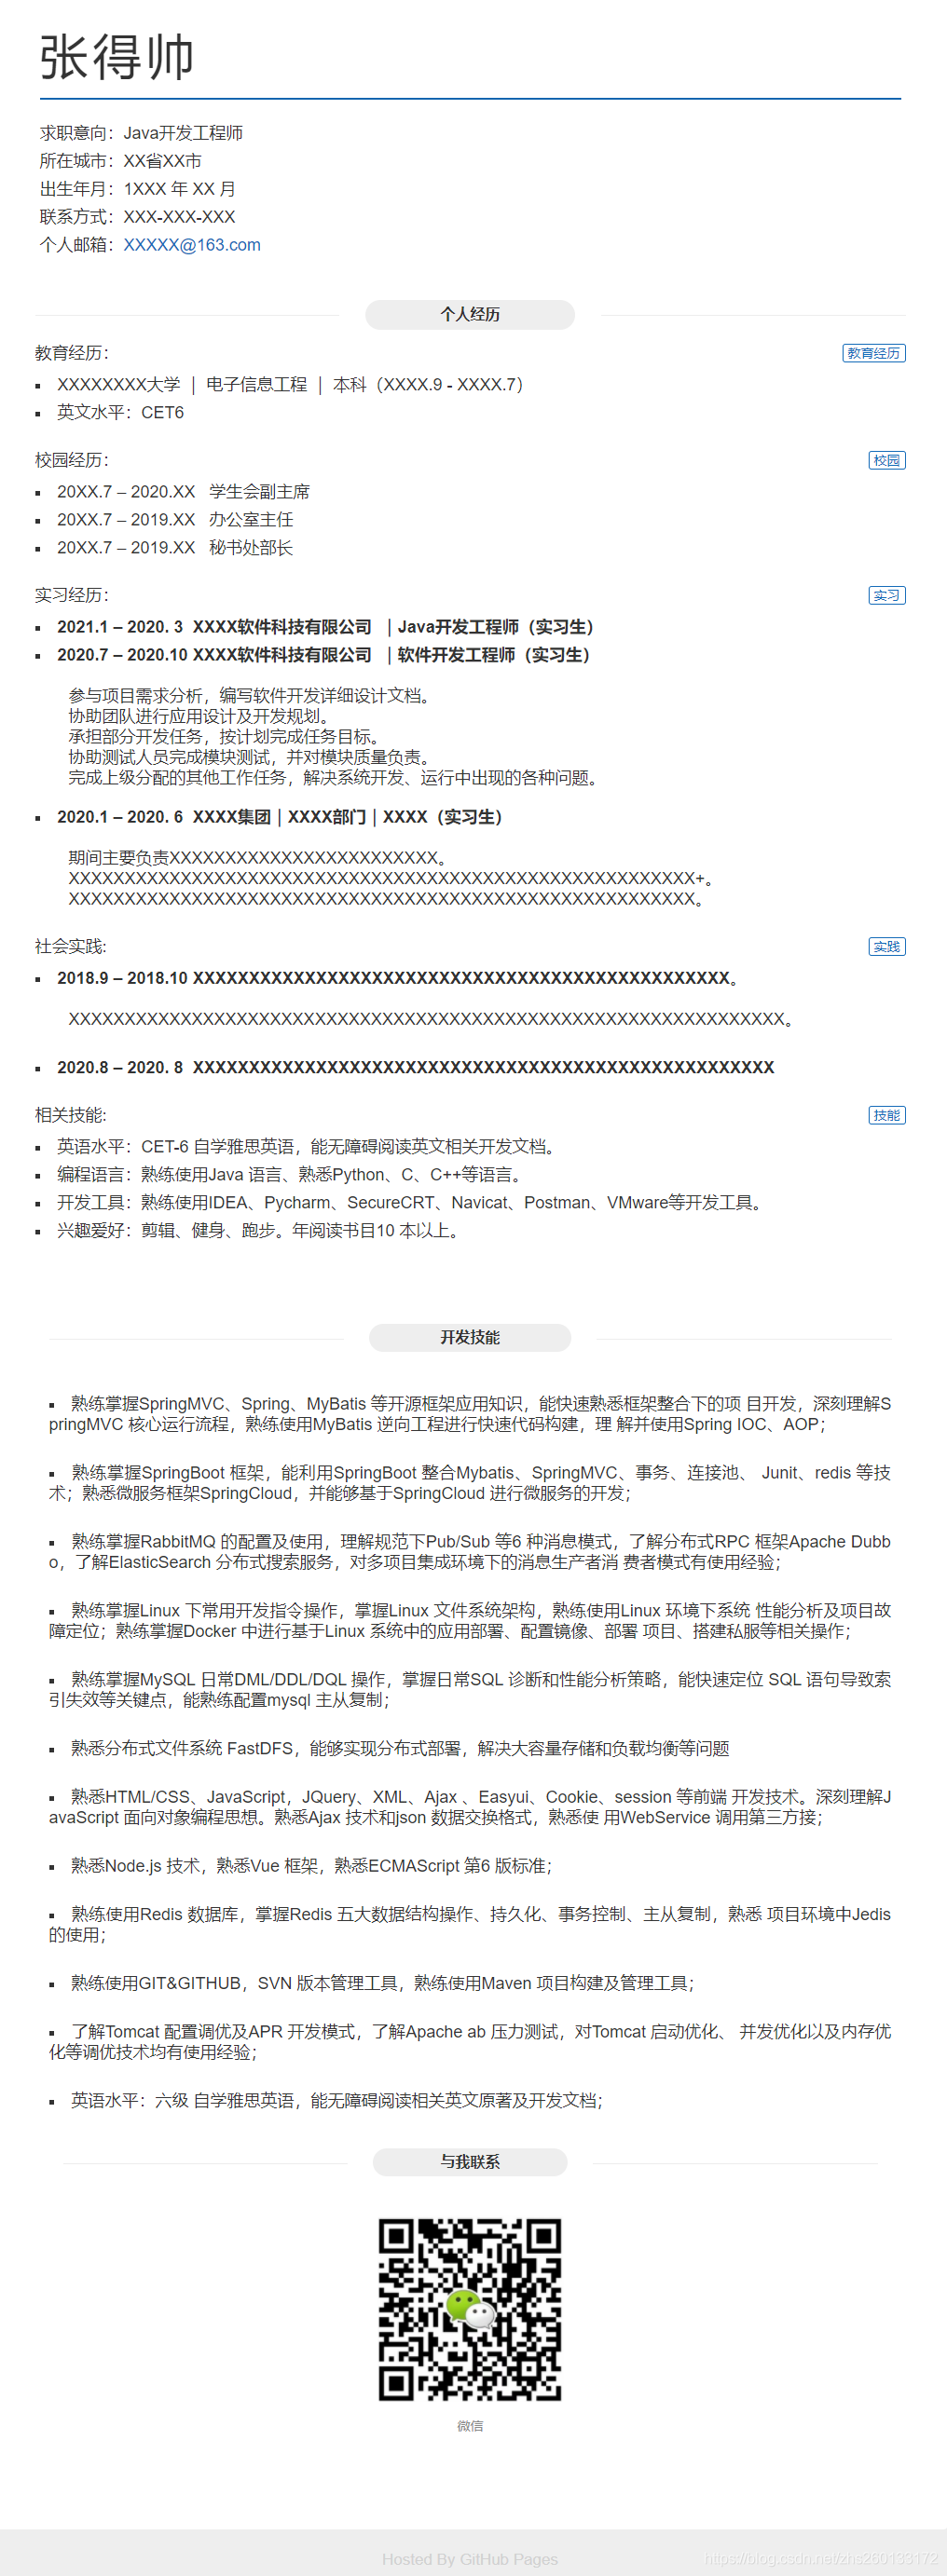 张得帅
求职意向：Java开发工程师
所在城市：XX省XX市
出生年月：1XXX 年 XX 月
联系方式：XXX-XXX-XXX
个人邮箱：XXXXX@163.com
个人经历
教育经历： 教育经历
▪ XXXXXXXX大学 ｜ 电子信息工程 ｜ 本科（XXXX.9 - XXXX.7）
▪ 英文水平：CET6
校园经历： 校园
▪ 20XX.7 – 2020.XX 学生会副主席
▪ 20XX.7 – 2019.XX 办公室主任
▪ 20XX.7 – 2019.XX 秘书处部长
实习经历： 实习
▪ 2021.1 – 2020. 3 XXXX软件科技有限公司 ｜Java开发工程师（实习生）
▪ 2020.7 – 2020.10 XXXX软件科技有限公司 ｜软件开发工程师（实习生）
参与项目需求分析，编写软件开发详细设计文档。
协助团队进行应用设计及开发规划。
承担部分开发任务，按计划完成任务目标。
协助测试人员完成模块测试，并对模块质量负责。
完成上级分配的其他工作任务，解决系统开发、运行中出现的各种问题。
▪ 2020.1 – 2020. 6 XXXX集团｜XXXX部门｜XXXX（实习生）
期间主要负责XXXXXXXXXXXXXXXXXXXXXXXX。
XXXXXXXXXXXXXXXXXXXXXXXXXXXXXXXXXXXXXXXXXXXXXXXXXXXXXXXX+。
XXXXXXXXXXXXXXXXXXXXXXXXXXXXXXXXXXXXXXXXXXXXXXXXXXXXXXXX。
社会实践: 实践
▪ 2018.9 – 2018.10 XXXXXXXXXXXXXXXXXXXXXXXXXXXXXXXXXXXXXXXXXXXXXXXX。
XXXXXXXXXXXXXXXXXXXXXXXXXXXXXXXXXXXXXXXXXXXXXXXXXXXXXXXXXXXXXXXX。
▪ 2020.8 – 2020. 8 XXXXXXXXXXXXXXXXXXXXXXXXXXXXXXXXXXXXXXXXXXXXXXXXXXXX
相关技能: 技能
▪ 英语水平：CET-6 自学雅思英语，能无障碍阅读英文相关开发文档。
▪ 编程语言：熟练使用Java 语言、熟悉Python、C、C++等语言。
▪ 开发工具：熟练使用IDEA、Pycharm、SecureCRT、Navicat、Postman、VMware等开发工具。
▪ 兴趣爱好：剪辑、健身、跑步。年阅读书目10 本以上。
开发技能
▪ 熟练掌握SpringMVC、Spring、MyBatis 等开源框架应用知识，能快速熟悉框架整合下的项 目开发，深刻理解S
pringMVC 核心运行流程，熟练使用MyBatis 逆向工程进行快速代码构建，理 解并使用Spring IOC、AOP；
▪ 熟练掌握SpringBoot 框架，能利用SpringBoot 整合Mybatis、SpringMVC、事务、连接池、 Junit、redis 等技
术；熟悉微服务框架SpringCloud，并能够基于SpringCloud 进行微服务的开发；
▪ 熟练掌握RabbitMQ 的配置及使用，理解规范下Pub/Sub 等6 种消息模式，了解分布式RPC 框架Apache Dubb
o，了解ElasticSearch 分布式搜索服务，对多项目集成环境下的消息生产者消 费者模式有使用经验；
▪ 熟练掌握Linux 下常用开发指令操作，掌握Linux 文件系统架构，熟练使用Linux 环境下系统 性能分析及项目故
障定位；熟练掌握Docker 中进行基于Linux 系统中的应用部署、配置镜像、部署 项目、搭建私服等相关操作；
▪ 熟练掌握MySQL 日常DML/DDL/DQL 操作，掌握日常SQL 诊断和性能分析策略，能快速定位 SQL 语句导致索
引失效等关键点，能熟练配置mysql 主从复制；
▪ 熟悉分布式文件系统 FastDFS，能够实现分布式部署，解决大容量存储和负载均衡等问题
▪ 熟悉HTML/CSS、JavaScript，JQuery、XML、Ajax 、Easyui、Cookie、session 等前端 开发技术。深刻理解J
avaScript 面向对象编程思想。熟悉Ajax 技术和json 数据交换格式，熟悉使 用WebService 调用第三方接；
▪ 熟悉Node.js 技术，熟悉Vue 框架，熟悉ECMAScript 第6 版标准；
▪ 熟练使用Redis 数据库，掌握Redis 五大数据结构操作、持久化、事务控制、主从复制，熟悉 项目环境中Jedis
的使用；
▪ 熟练使用GIT&GITHUB，SVN 版本管理工具，熟练使用Maven 项目构建及管理工具；
▪ 了解Tomcat 配置调优及APR 开发模式，了解Apache ab 压力测试，对Tomcat 启动优化、 并发优化以及内存优
化等调优技术均有使用经验；
▪ 英语水平：六级 自学雅思英语，能无障碍阅读相关英文原著及开发文档；
与我联系
微信
Hosted By GitHub Pages
https://blog.csdn.net/zhs260133172